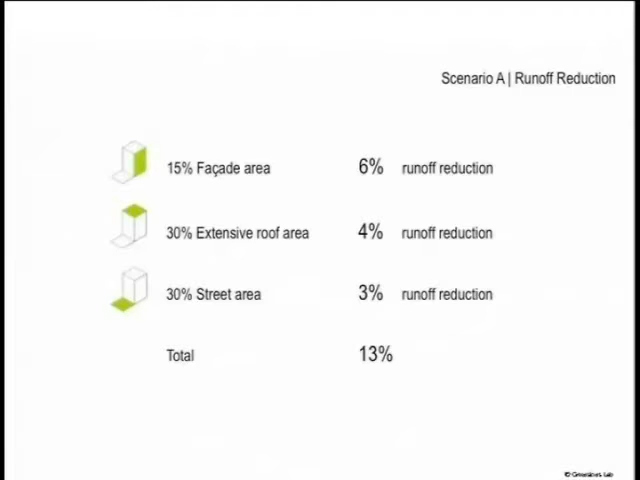 Scenario A | Runoff Reduction
15% Façade area 6% runoff reduction
30% Extensive roof area 4% runoff reduction
30% Street area 3% runoff reduction
Total 13%
© Lab